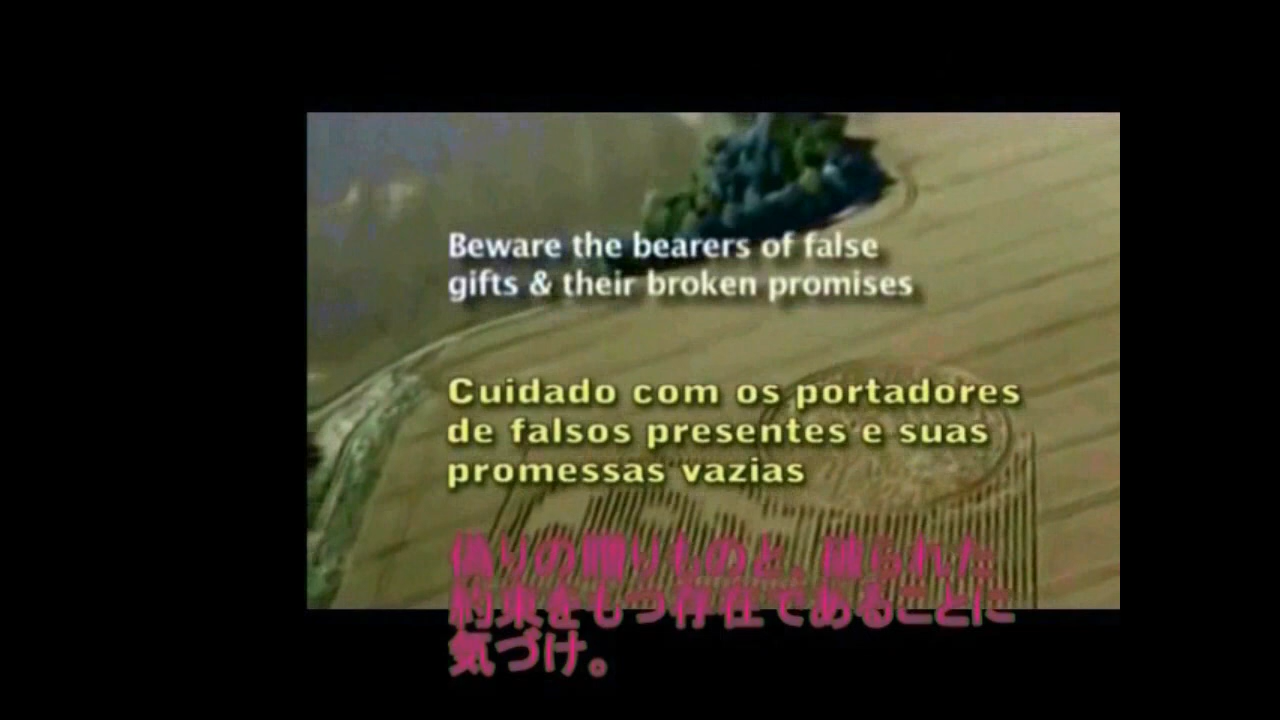 Beware the bearers of false
gifts & their broken promises
Cuidado com os portadores
de falsos presentes e suas
promessas vazias
偽りの贈りものと、破られた
約束をもつ存在であることに
気づけ。